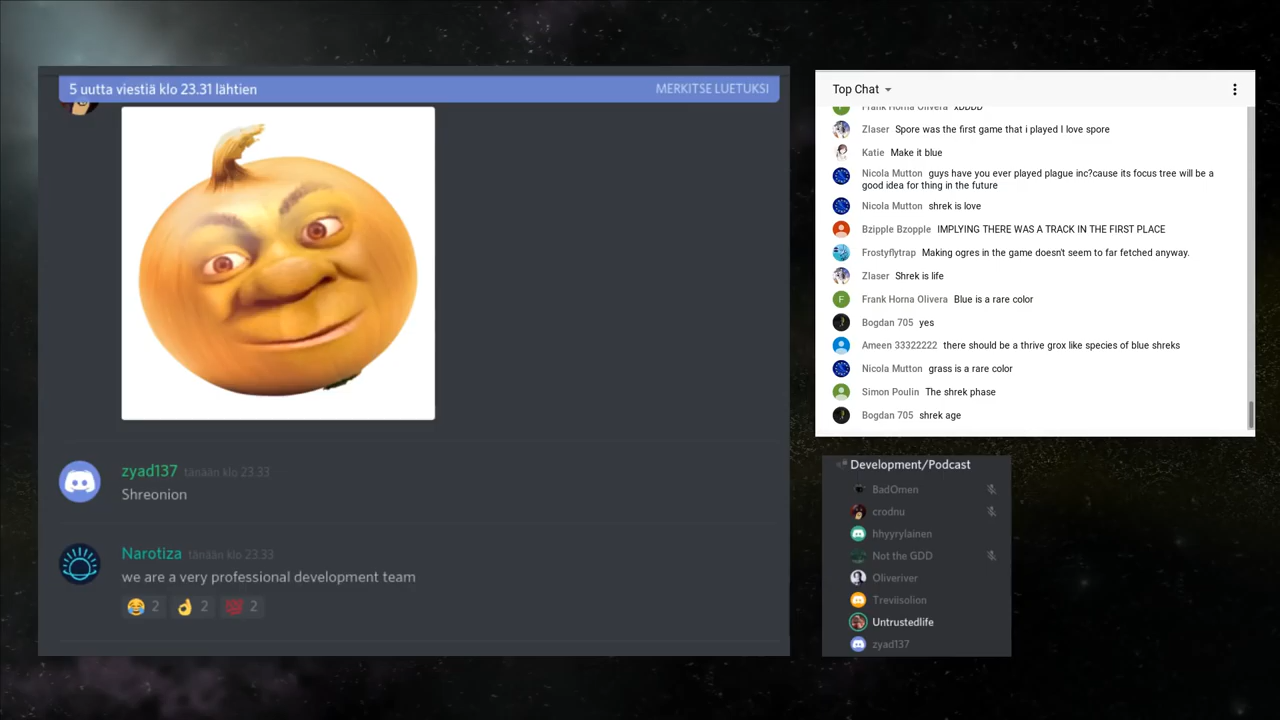 5 uutta viestiä klo 23.31 lähtien
MERKITSE LUETUKSI
zyad137 tänään klo 23.33
Shreonion
Narotiza tänään klo 23.33
we are a very professional development team
😂 2 👌 2 💯 2
Top Chat
Frank Horna Olivera xDDDD
Zlaser Spore was the first game that i played I love spore
Katie Make it blue
Nicola Mutton guys have you ever played plague inc?cause its focus tree will be a
good idea for thing in the future
Nicola Mutton shrek is love
Bzipple Bzopple IMPLYING THERE WAS A TRACK IN THE FIRST PLACE
Frostyflytrap Making ogres in the game doesn't seem to far fetched anyway.
Zlaser Shrek is life
F Frank Horna Olivera Blue is a rare color
Bogdan 705 yes
Ameen 33322222 there should be a thrive grox like species of blue shreks
Nicola Mutton grass is a rare color
Simon Poulin The shrek phase
Bogdan 705 shrek age
Development/Podcast
BadOmen
crodnu
hhyyrylainen
Not the GDD
Oliveriver
Treviisolion
Untrustedlife
zyad137